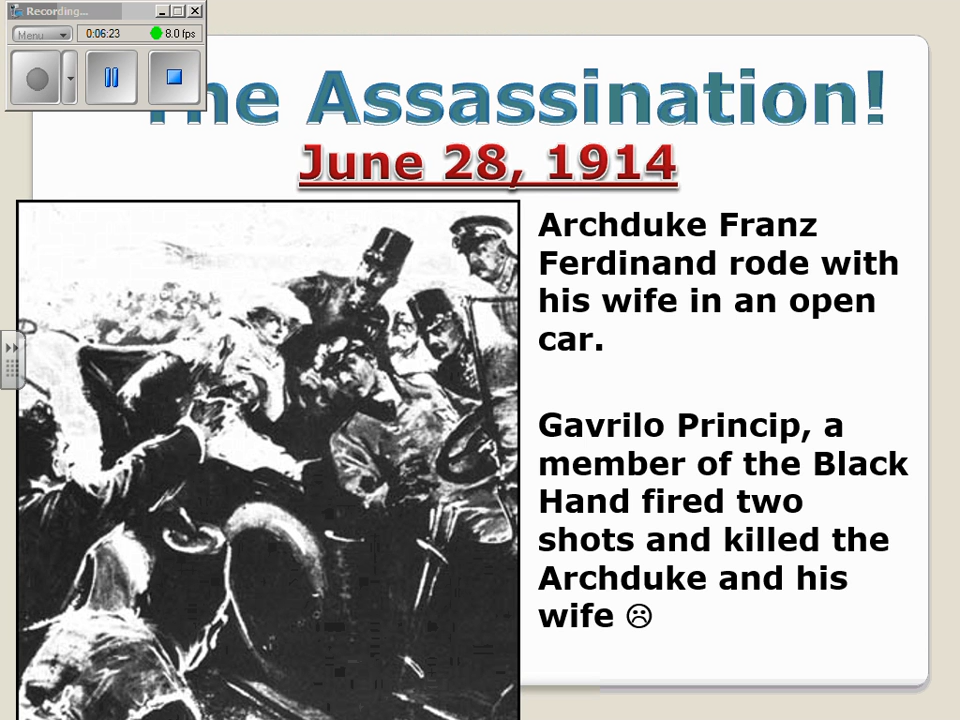 Recording...
Menu
0:06:23
8.0 fps
The Assassination!
June 28, 1914
Archduke Franz
Ferdinand rode with
his wife in an open
car.
Gavrilo Princip, a
member of the Black
Hand fired two
shots and killed the
Archduke and his
wife ☹